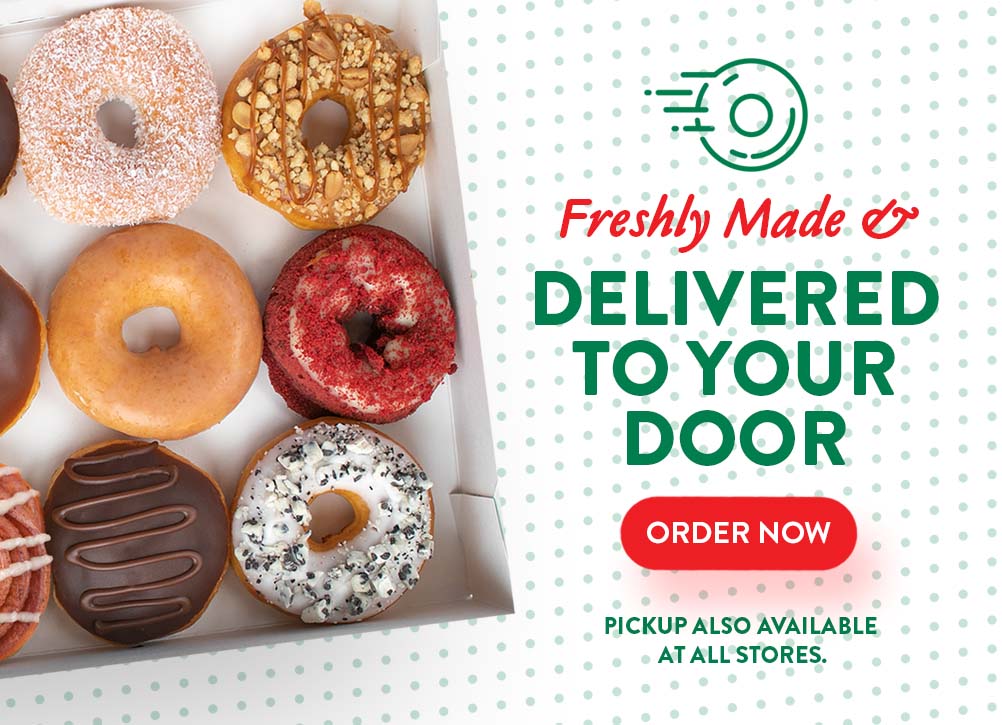 Freshly Made &
DELIVERED
TO YOUR
DOOR
ORDER NOW
PICKUP ALSO AVAILABLE
AT ALL STORES.